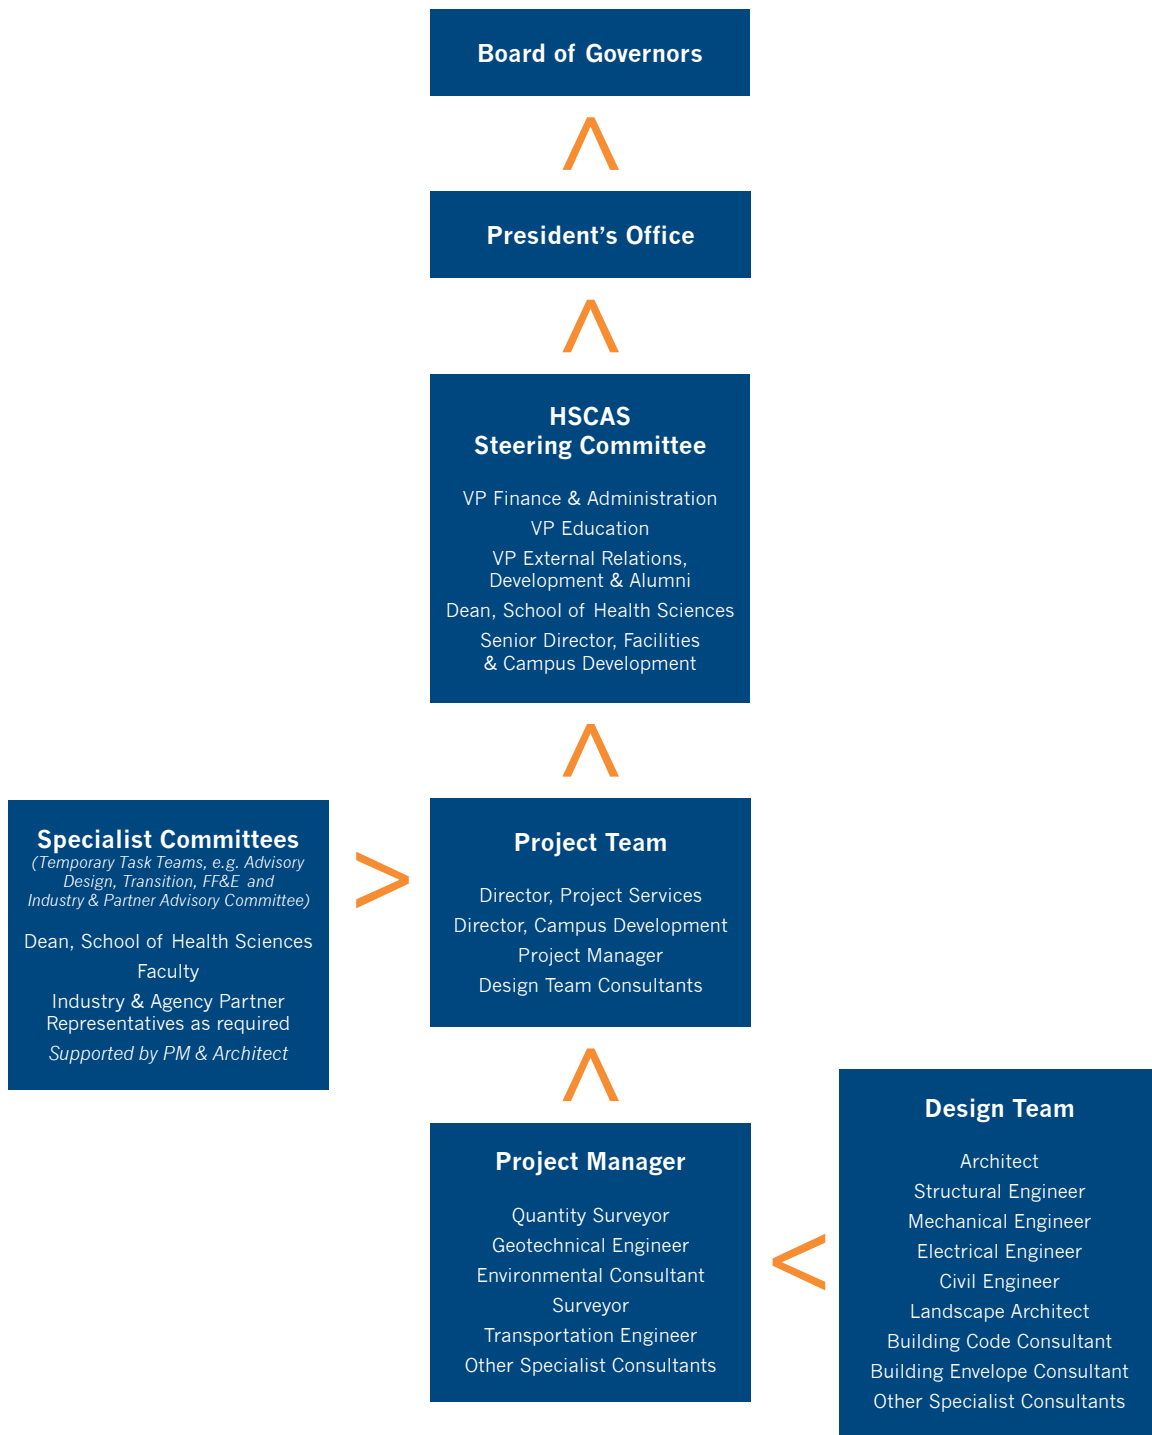 Board of Governors
President’s Office
HSCAS
Steering Committee
VP Finance & Administration
VP Education
VP External Relations,
Development & Alumni
Dean, School of Health Sciences
Senior Director, Facilities
& Campus Development
Specialist Committees
(Temporary Task Teams, e.g. Advisory
Design, Transition, FF&E and
Industry & Partner Advisory Committee)
Dean, School of Health Sciences
Faculty
Industry & Agency Partner
Representatives as required
Supported by PM & Architect
Project Team
Director, Project Services
Director, Campus Development
Project Manager
Design Team Consultants
Project Manager
Quantity Surveyor
Geotechnical Engineer
Environmental Consultant
Surveyor
Transportation Engineer
Other Specialist Consultants
Design Team
Architect
Structural Engineer
Mechanical Engineer
Electrical Engineer
Civil Engineer
Landscape Architect
Building Code Consultant
Building Envelope Consultant
Other Specialist Consultants